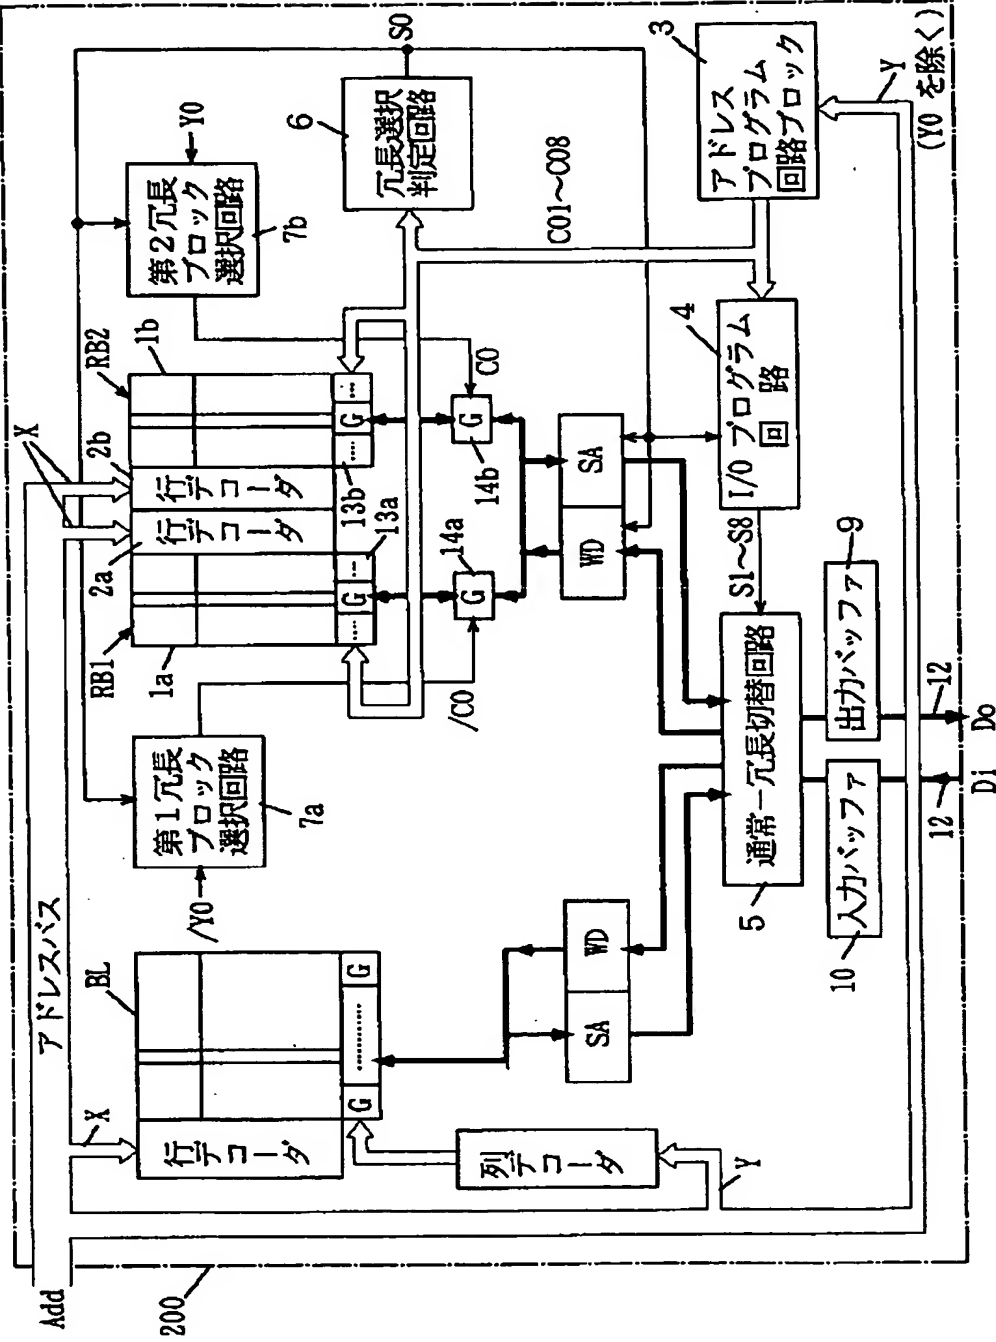 Add
アドレスバス
200
X
行デコーダ
BL
G
............
G
列デコーダ
Y
SA
WD
/Y0
第1冗長
ブロック
選択回路
7a
/C0
X
RB1
1a
2a
行デコーダ
2b
行デコーダ
RB2
1b
....
G
...
13a
....
G
...
13b
G
14a
G
14b
C0
第2冗長
ブロック
選択回路
7b
Y0
S0
6
冗長選択
判定回路
C01~C08
3
アドレス
プログラム
回路ブロック
Y
(Y0 を除く)
4
I/O プログラム
回路
WD
SA
S1~S8
5
通常－冗長切替回路
10
入力バッファ
9
出力バッファ
12
12
Di
Do